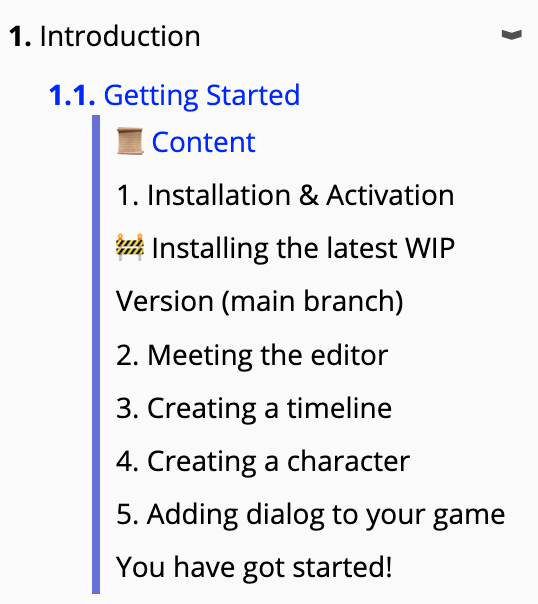 1. Introduction
1.1. Getting Started
📜 Content
1. Installation & Activation
🚧 Installing the latest WIP
Version (main branch)
2. Meeting the editor
3. Creating a timeline
4. Creating a character
5. Adding dialog to your game
You have got started!